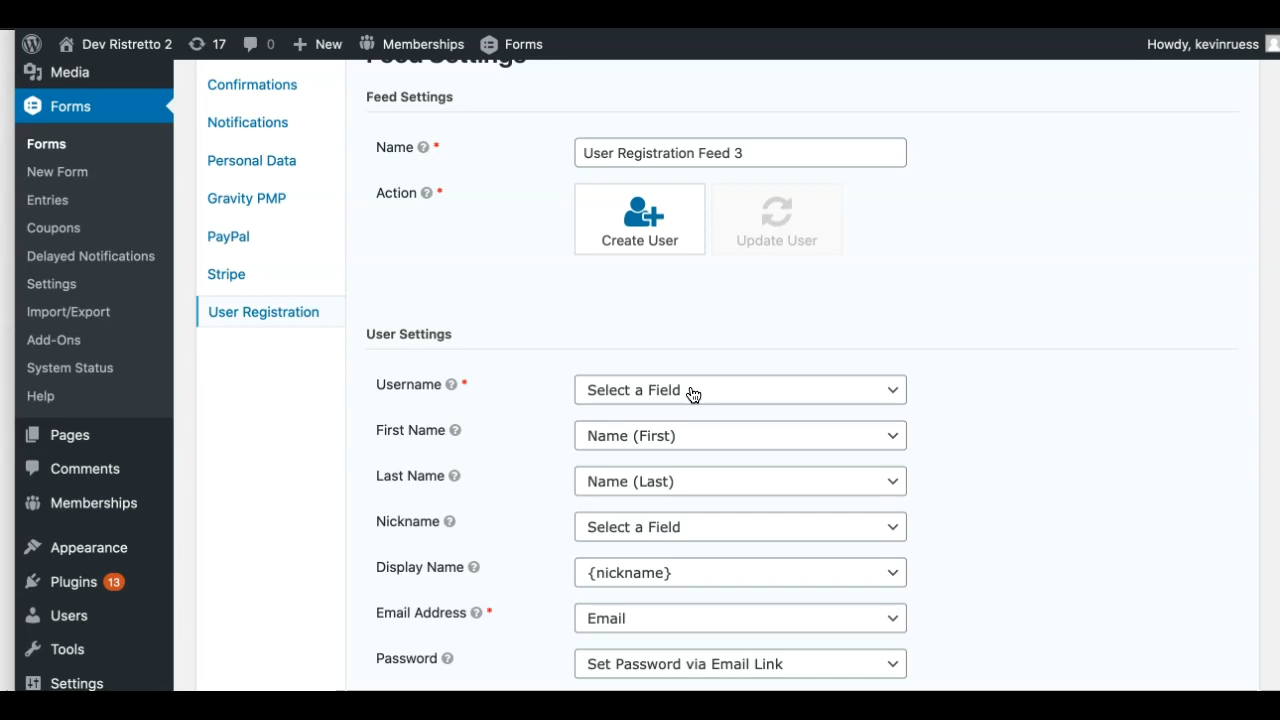 Dev Ristretto 2 17 0 New Memberships Forms Howdy, kevinruess
Media
Forms
Forms
New Form
Entries
Coupons
Delayed Notifications
Settings
Import/Export
Add-Ons
System Status
Help
Pages
Comments
Memberships
Appearance
Plugins 13
Users
Tools
Settings
Confirmations
Notifications
Personal Data
Gravity PMP
PayPal
Stripe
User Registration
Feed Settings
Feed Settings
Name ? * User Registration Feed 3
Action ? *
Create User Update User
User Settings
Username ? * Select a Field
First Name ? Name (First)
Last Name ? Name (Last)
Nickname ? Select a Field
Display Name ? {nickname}
Email Address ? * Email
Password ? Set Password via Email Link